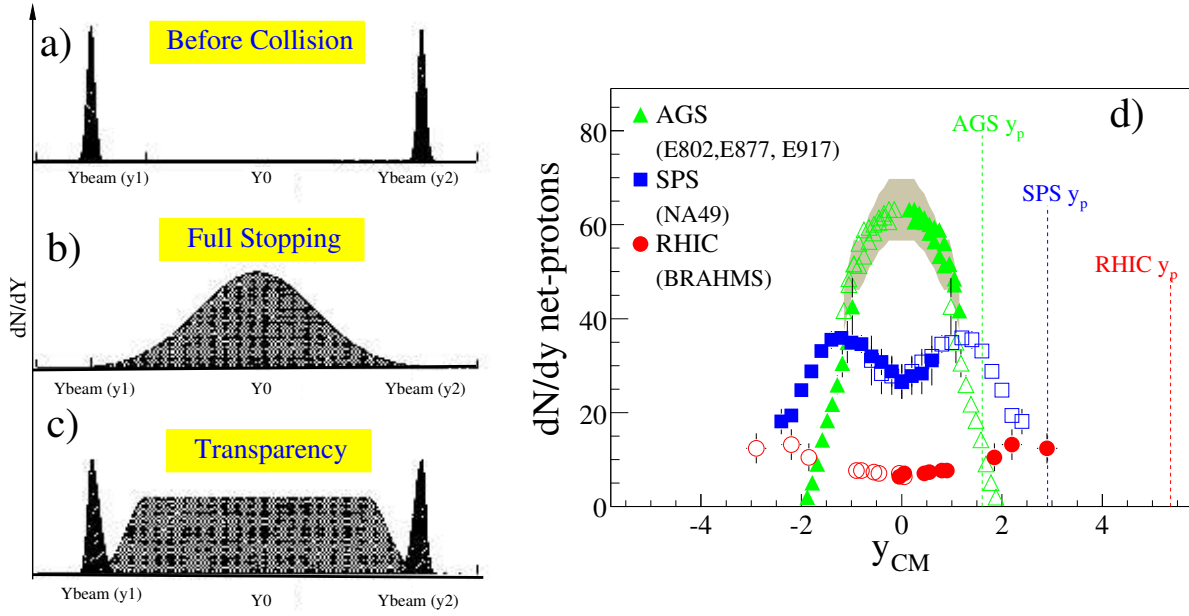 a)
Before Collision
Ybeam (y1) Y0 Ybeam (y2)
b)
Full Stopping
dN/dY
Ybeam (y1) Y0 Ybeam (y2)
c)
Transparency
Ybeam (y1) Y0 Ybeam (y2)
d)
dN/dy net-protons
80
60
40
20
0
AGS
(E802,E877, E917)
SPS
(NA49)
RHIC
(BRAHMS)
AGS yp
SPS yp
RHIC yp
-4 -2 0 2 4
yCM